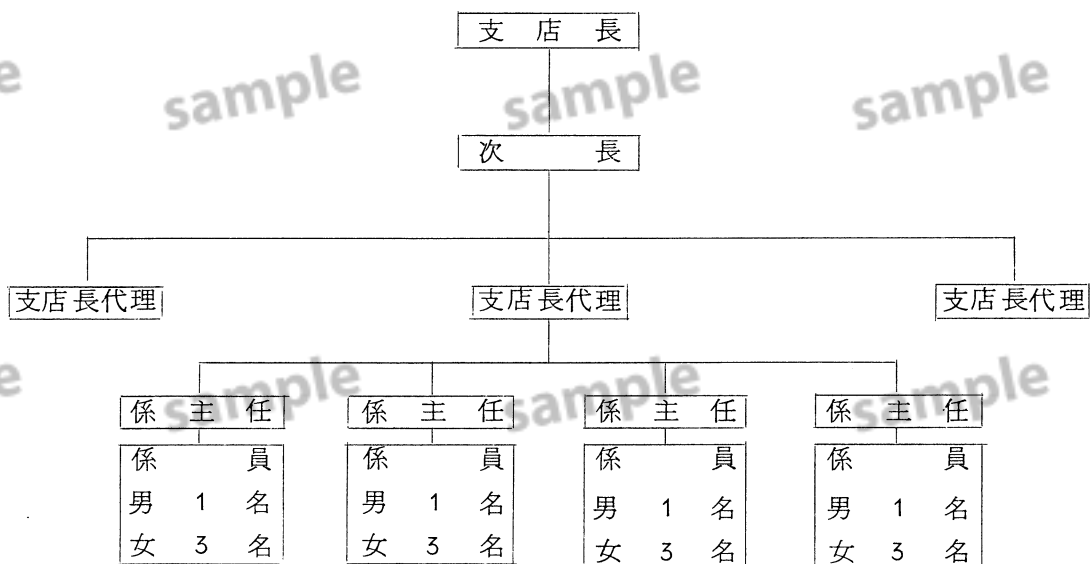 支店長
sample sample sample
次長
支店長代理 支店長代理 支店長代理
sample sample sample
係主任 係主任 係主任 係主任
係員 係員 係員 係員
男1名 男1名 男1名 男1名
女3名 女3名 女3名 女3名